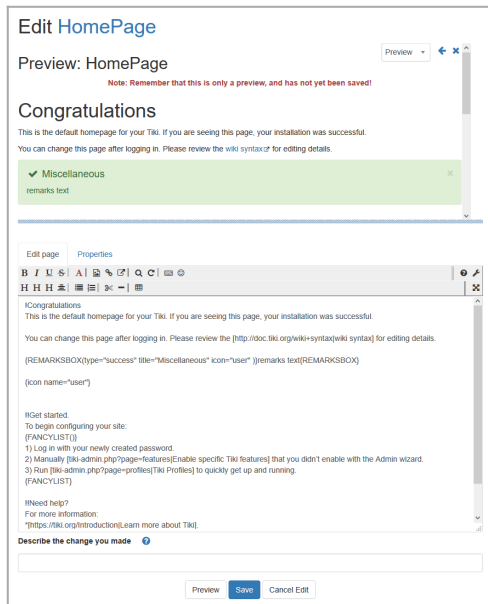 Edit HomePage
Preview
Preview: HomePage
Note: Remember that this is only a preview, and has not yet been saved!
Congratulations
This is the default homepage for your Tiki. If you are seeing this page, your installation was successful.
You can change this page after logging in. Please review the wiki syntax for editing details.
Miscellaneous
remarks text
Edit page Properties
B I U S A
H H H
!Congratulations
This is the default homepage for your Tiki. If you are seeing this page, your installation was successful.
You can change this page after logging in. Please review the [http://doc.tiki.org/wiki+syntax|wiki syntax] for editing details.
{REMARKSBOX(type="success" title="Miscellaneous" icon="user" )}remarks text{REMARKSBOX}
{icon name="user"}
!!Get started.
To begin configuring your site:
{FANCYLIST()}
1) Log in with your newly created password.
2) Manually [tiki-admin.php?page=features|Enable specific Tiki features] that you didn't enable with the Admin wizard.
3) Run [tiki-admin.php?page=profiles|Tiki Profiles] to quickly get up and running.
{FANCYLIST}
!!Need help?
For more information:
*[https://tiki.org/Introduction|Learn more about Tiki].
Describe the change you made
Preview Save Cancel Edit